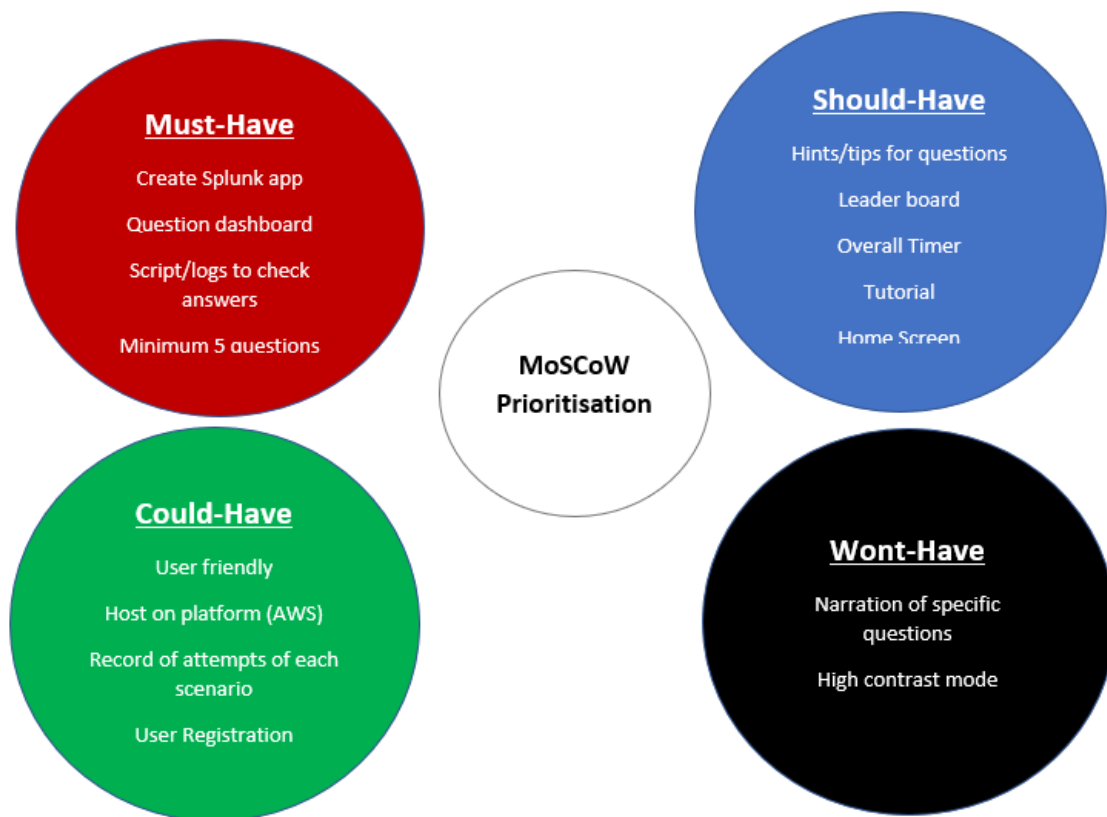 Must-Have
Create Splunk app
Question dashboard
Script/logs to check
answers
Minimum 5 questions
Should-Have
Hints/tips for questions
Leader board
Overall Timer
Tutorial
Home Screen
MoSCoW
Prioritisation
Could-Have
User friendly
Host on platform (AWS)
Record of attempts of each
scenario
User Registration
Wont-Have
Narration of specific
questions
High contrast mode